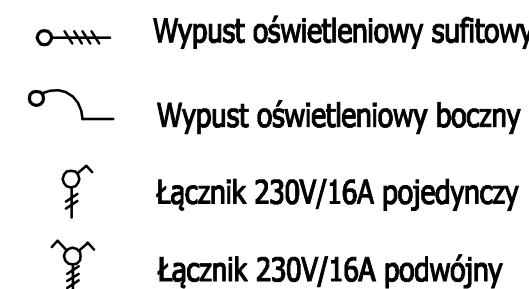 Wypust oświetleniowy sufitowy
Wypust oświetleniowy boczny
Łącznik 230V/16A pojedynczy
Łącznik 230V/16A podwójny